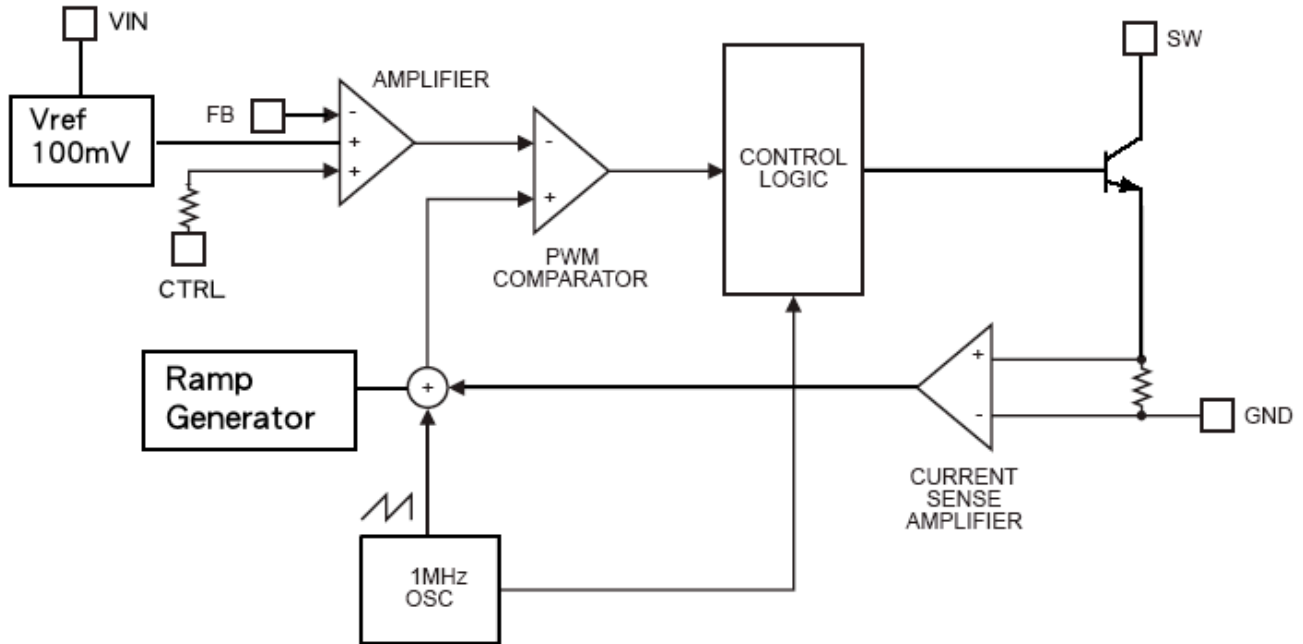 VIN
SW
AMPLIFIER
Vref
100mV
FB
-
+
+
-
+
CONTROL
LOGIC
PWM
COMPARATOR
CTRL
Ramp
Generator
+
+
-
GND
CURRENT
SENSE
AMPLIFIER
1MHz
OSC